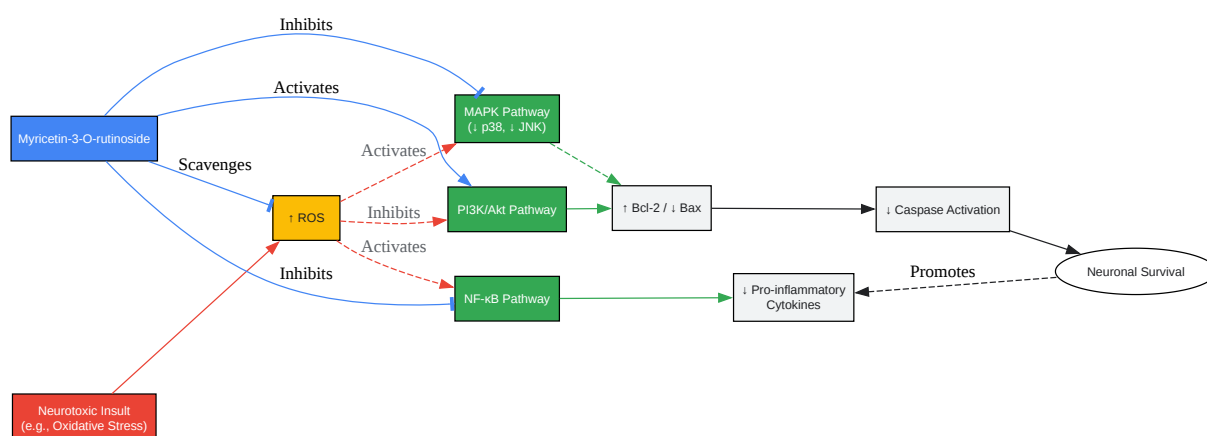 Inhibits
Activates
Myricetin-3-O-rutinoside
MAPK Pathway
(↓ p38, ↓ JNK)
Activates
Scavenges
↑ ROS
Inhibits
PI3K/Akt Pathway
↑ Bcl-2 / ↓ Bax
↓ Caspase Activation
Activates
Inhibits
NF-κB Pathway
↓ Pro-inflammatory
Cytokines
Promotes
Neuronal Survival
Neurotoxic Insult
(e.g., Oxidative Stress)